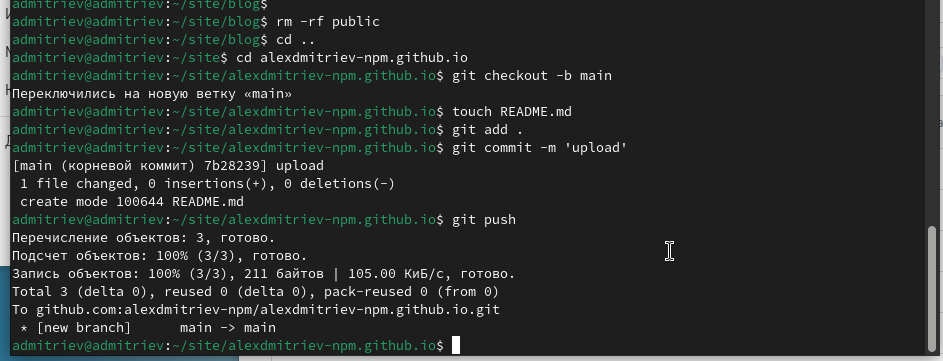 admitriev@admitriev:~/site/blog$
admitriev@admitriev:~/site/blog$ rm -rf public
admitriev@admitriev:~/site/blog$ cd ..
admitriev@admitriev:~/site$ cd alexdmitriev-npm.github.io
admitriev@admitriev:~/site/alexdmitriev-npm.github.io$ git checkout -b main
Переключились на новую ветку «main»
admitriev@admitriev:~/site/alexdmitriev-npm.github.io$ touch README.md
admitriev@admitriev:~/site/alexdmitriev-npm.github.io$ git add .
admitriev@admitriev:~/site/alexdmitriev-npm.github.io$ git commit -m 'upload'
[main (корневой коммит) 7b28239] upload
 1 file changed, 0 insertions(+), 0 deletions(-)
 create mode 100644 README.md
admitriev@admitriev:~/site/alexdmitriev-npm.github.io$ git push
Перечисление объектов: 3, готово.
Подсчет объектов: 100% (3/3), готово.
Запись объектов: 100% (3/3), 211 байтов | 105.00 КиБ/с, готово.
Total 3 (delta 0), reused 0 (delta 0), pack-reused 0 (from 0)
To github.com:alexdmitriev-npm/alexdmitriev-npm.github.io.git
 * [new branch]      main -> main
admitriev@admitriev:~/site/alexdmitriev-npm.github.io$